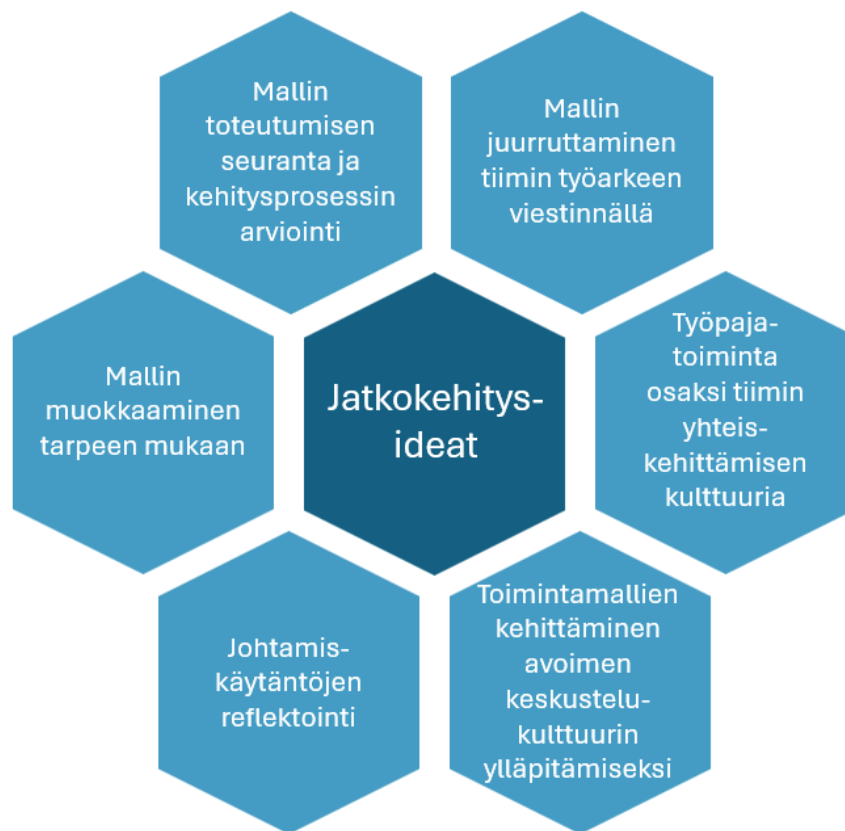 Mallin
toteutumisen
seuranta ja
kehitysprosessin
arviointi
Mallin
juurruttaminen
tiimin työarkeen
viestinnällä
Mallin
muokkaaminen
tarpeen mukaan
Jatkokehitys-
ideat
Työpaja-
toiminta
osaksi tiimin
yhteis-
kehittämisen
kulttuuria
Johtamis-
käytäntöjen
reflektointi
Toimintamallien
kehittäminen
avoimen
keskustelu-
kulttuurin
ylläpitämiseksi